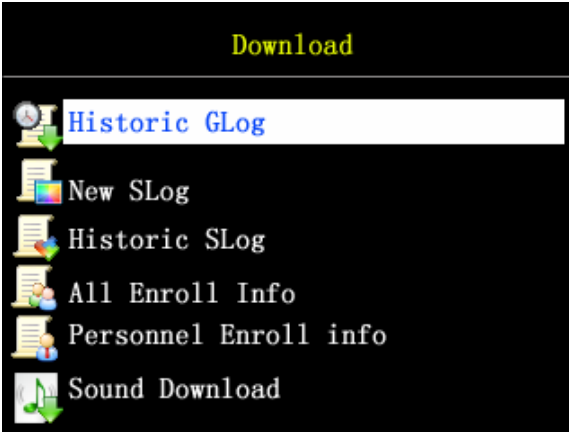 Download
Historic GLog
New SLog
Historic SLog
All Enroll Info
Personnel Enroll info
Sound Download